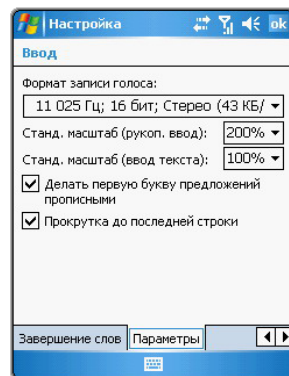 Настройка
ok
Ввод
Формат записи голоса:
11 025 Гц; 16 бит; Стерео (43 КБ/
Станд. масштаб (рукоп. ввод): 200%
Станд. масштаб (ввод текста): 100%
Делать первую букву предложений
прописными
Прокрутка до последней строки
Завершение слов Параметры